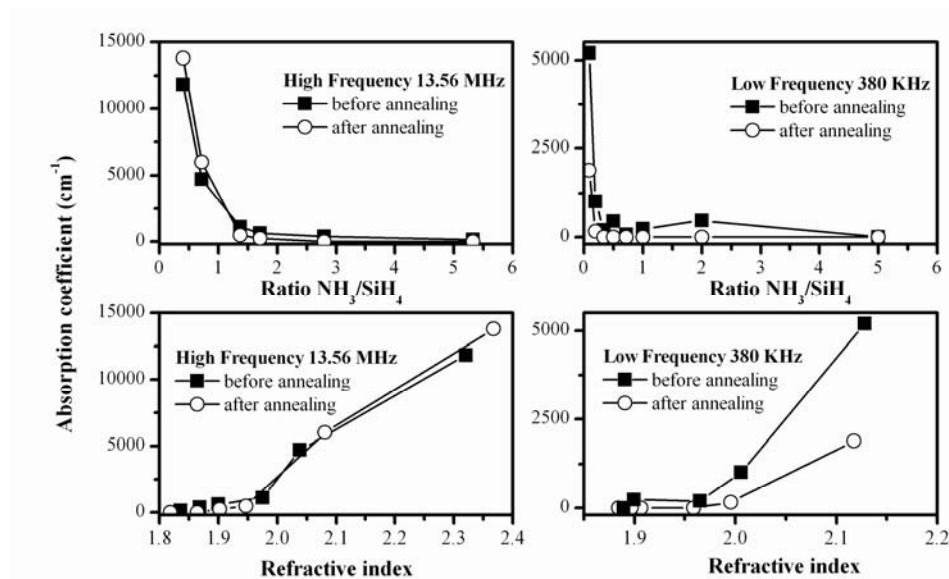 Absorption coefficient (cm⁻¹)
15000
10000
5000
0
High Frequency 13.56 MHz
before annealing
after annealing
0 1 2 3 4 5 6
Ratio NH₃/SiH₄
5000
2500
0
Low Frequency 380 KHz
before annealing
after annealing
0 1 2 3 4 5 6
Ratio NH₃/SiH₄
15000
10000
5000
0
High Frequency 13.56 MHz
before annealing
after annealing
1.8 1.9 2.0 2.1 2.2 2.3 2.4
Refractive index
5000
2500
0
Low Frequency 380 KHz
before annealing
after annealing
1.9 2.0 2.1 2.2
Refractive index